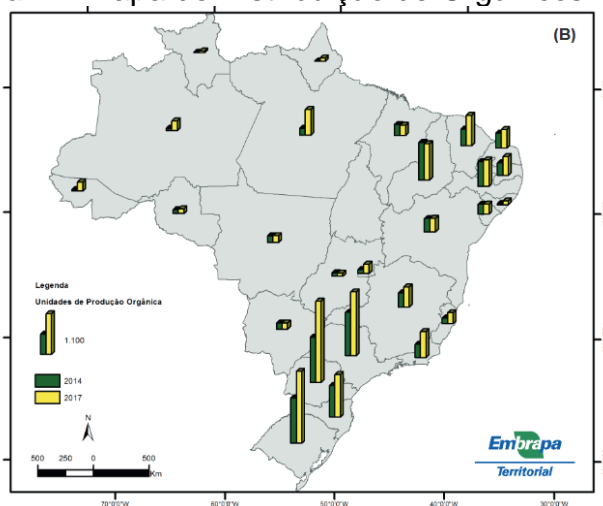 (B)
Legenda
Unidades de Produção Orgânica
1.100
2014
2017
N
500 250 0 500
Km
Embrapa
Territorial
70°0'0"W 60°0'0"W 50°0'0"W 40°0'0"W 30°0'0"W